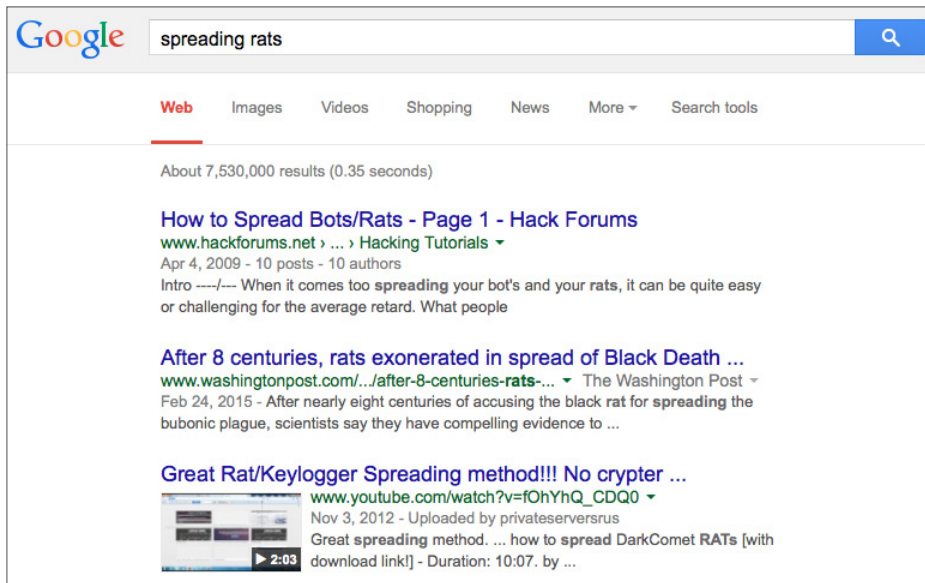 Google
spreading rats
Web Images Videos Shopping News More Search tools
About 7,530,000 results (0.35 seconds)
How to Spread Bots/Rats - Page 1 - Hack Forums
www.hackforums.net › ... › Hacking Tutorials
Apr 4, 2009 - 10 posts - 10 authors
Intro ----/--- When it comes too spreading your bot's and your rats, it can be quite easy
or challenging for the average retard. What people
After 8 centuries, rats exonerated in spread of Black Death ...
www.washingtonpost.com/.../after-8-centuries-rats-... The Washington Post
Feb 24, 2015 - After nearly eight centuries of accusing the black rat for spreading the
bubonic plague, scientists say they have compelling evidence to ...
Great Rat/Keylogger Spreading method!!! No crypter ...
www.youtube.com/watch?v=fOhYhQ_CDQ0
Nov 3, 2012 - Uploaded by privateserversrus
Great spreading method. ... how to spread DarkComet RATs [with
download link!] - Duration: 10:07. by ...
2:03